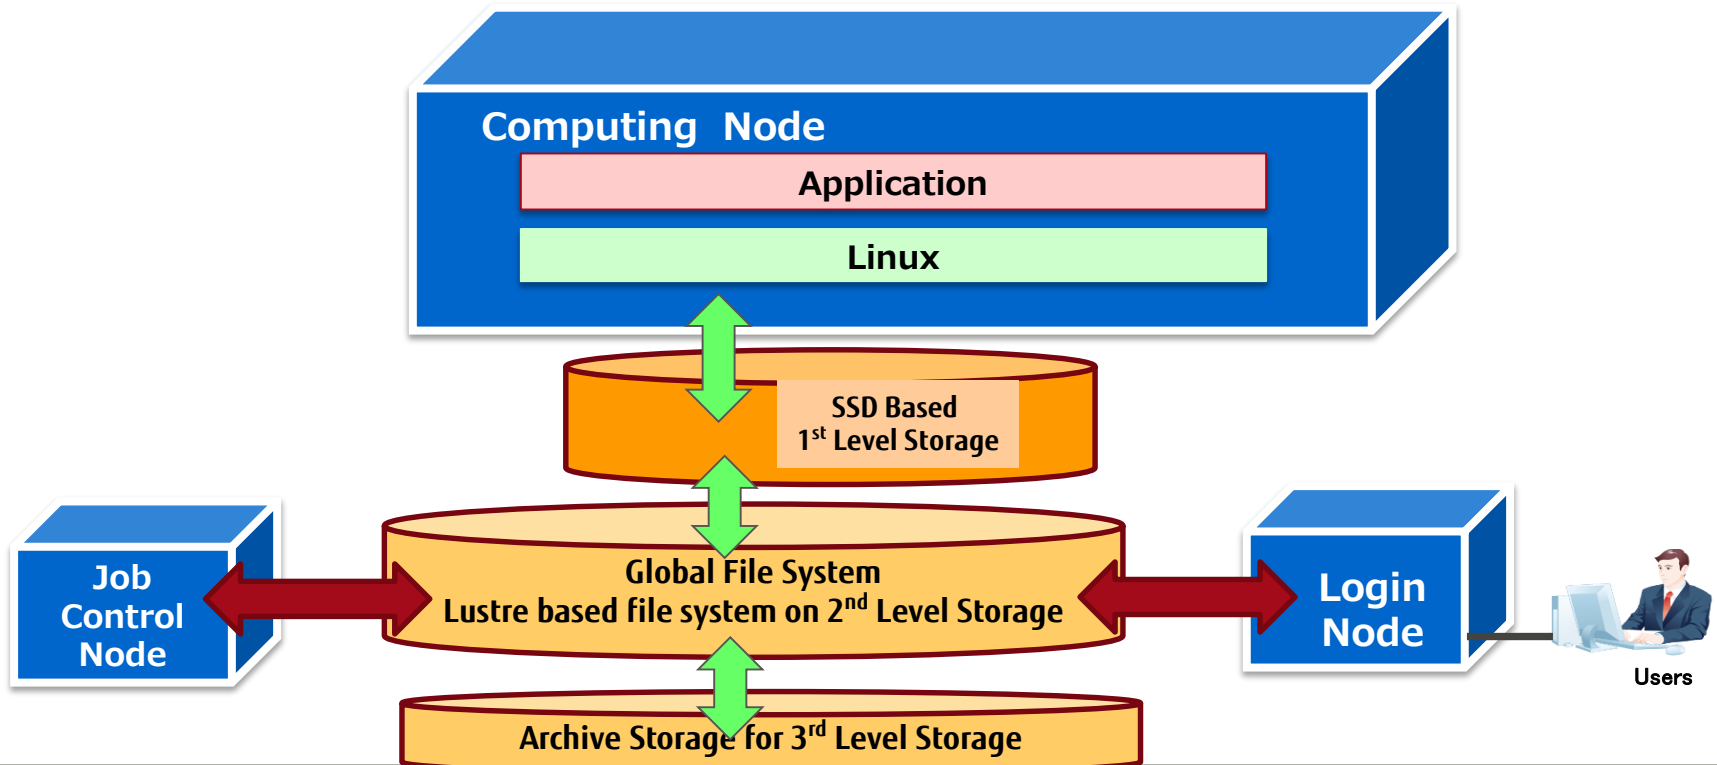 Computing Node
Application
Linux
SSD Based
1st Level Storage
Job
Control
Node
Global File System
Lustre based file system on 2nd Level Storage
Login
Node
Users
Archive Storage for 3rd Level Storage